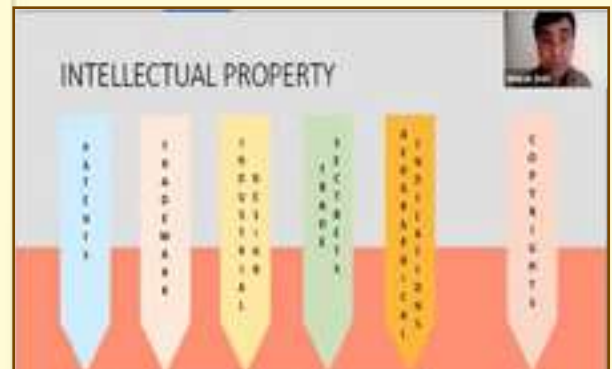 INTELLECTUAL PROPERTY
PATENTS
TRADEMARK
INDUSTRIAL
DESIGN
TRADE
SECRETS
GEOGRAPHICAL
INDICATIONS
COPYRIGHTS